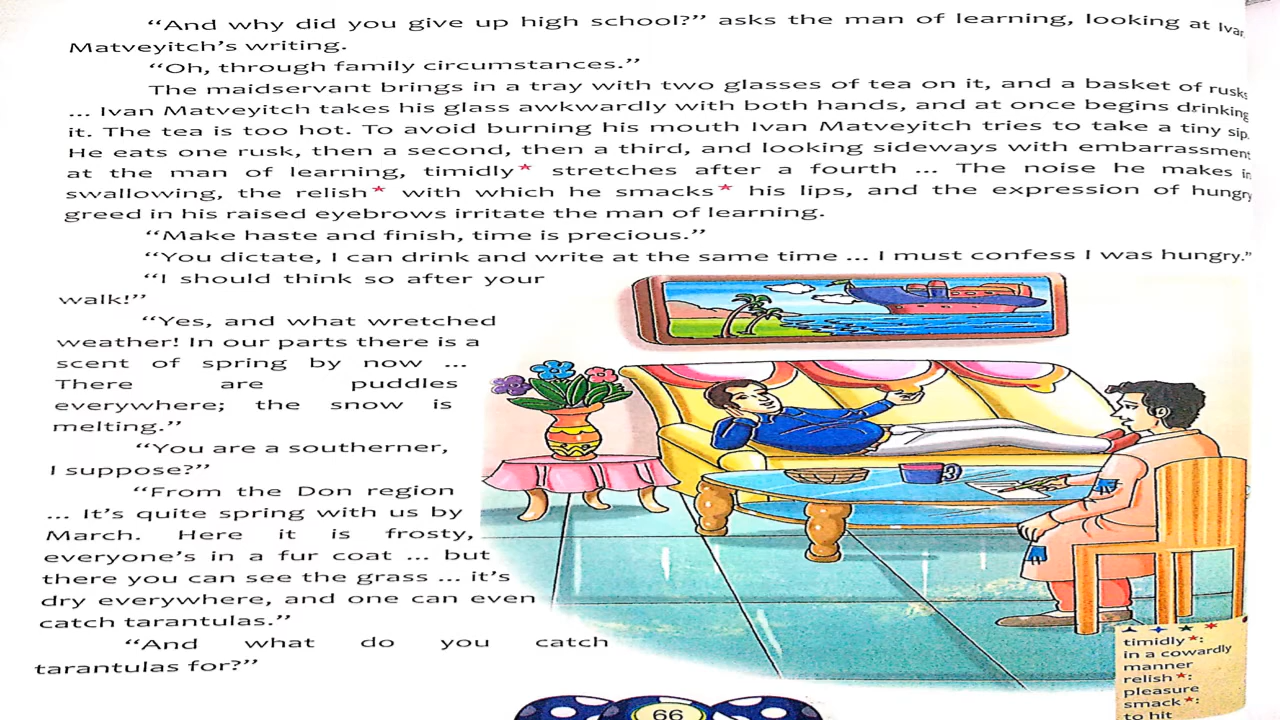 “And why did you give up high school?” asks the man of learning, looking at Ivan
Matveyitch’s writing.
“Oh, through family circumstances.”
The maidservant brings in a tray with two glasses of tea on it, and a basket of rusks
... Ivan Matveyitch takes his glass awkwardly with both hands, and at once begins drinking
it. The tea is too hot. To avoid burning his mouth Ivan Matveyitch tries to take a tiny sip.
He eats one rusk, then a second, then a third, and looking sideways with embarrassment
at the man of learning, timidly* stretches after a fourth ... The noise he makes in
swallowing, the relish* with which he smacks* his lips, and the expression of hungry
greed in his raised eyebrows irritate the man of learning.
“Make haste and finish, time is precious.”
“You dictate, I can drink and write at the same time ... I must confess I was hungry.”
“I should think so after your
walk!”
“Yes, and what wretched
weather! In our parts there is a
scent of spring by now ...
There are puddles
everywhere; the snow is
melting.”
“You are a southerner,
I suppose?”
“From the Don region
... It’s quite spring with us by
March. Here it is frosty,
everyone’s in a fur coat ... but
there you can see the grass ... it’s
dry everywhere, and one can even
catch tarantulas.”
“And what do you catch
tarantulas for?”
timidly*:
in a cowardly
manner
relish*:
pleasure
smack*:
to hit
66